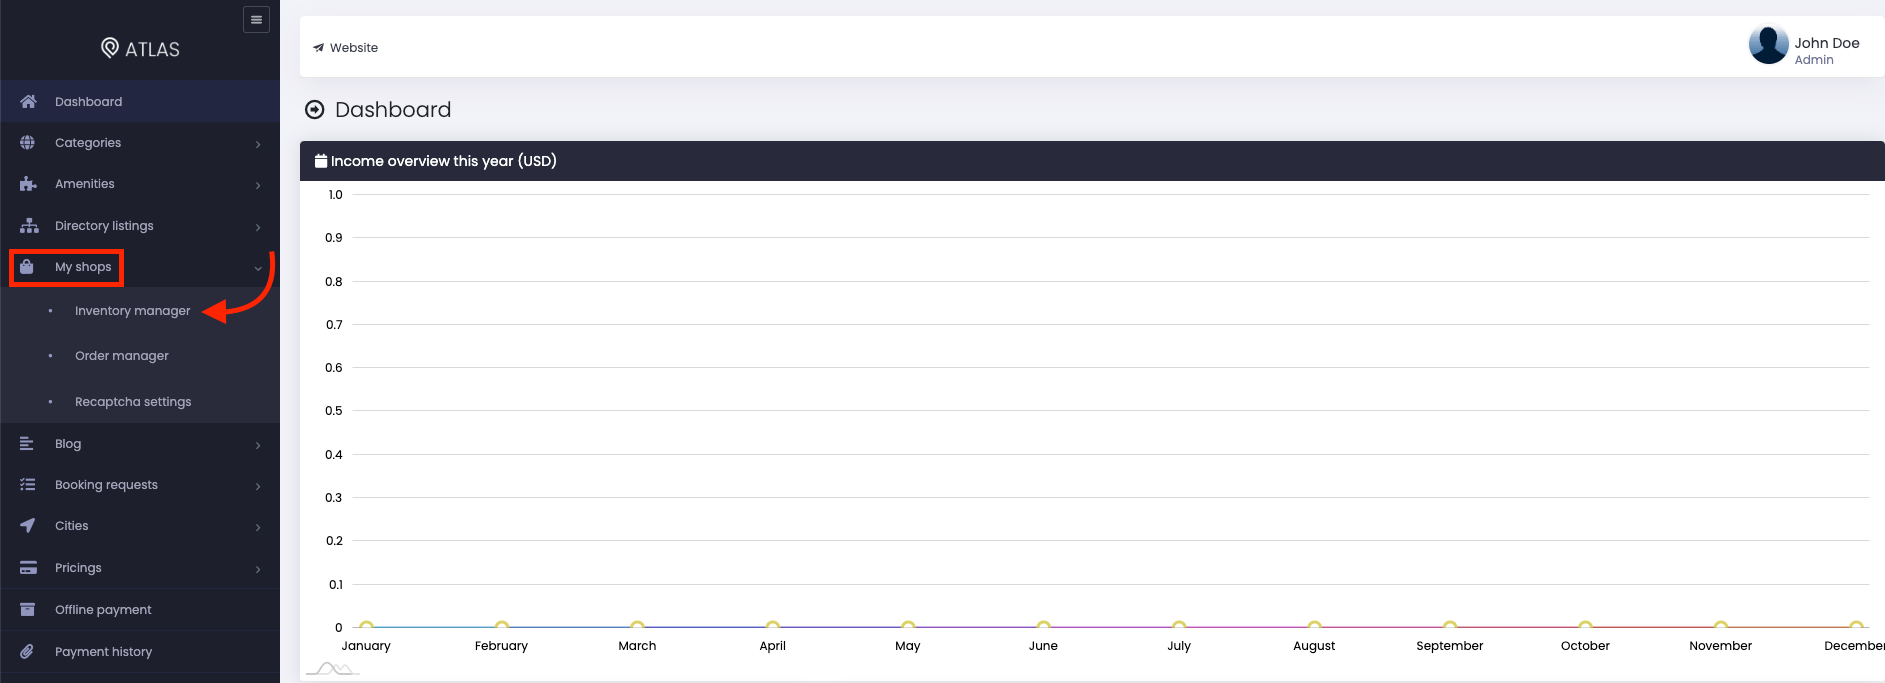 ATLAS
Dashboard
Categories
Amenities
Directory listings
My shops
Inventory manager
Order manager
Recaptcha settings
Blog
Booking requests
Cities
Pricings
Offline payment
Payment history
Website
John Doe
Admin
Dashboard
Income overview this year (USD)
1.0
0.9
0.8
0.7
0.6
0.5
0.4
0.3
0.2
0.1
0
January February March April May June July August September October November December